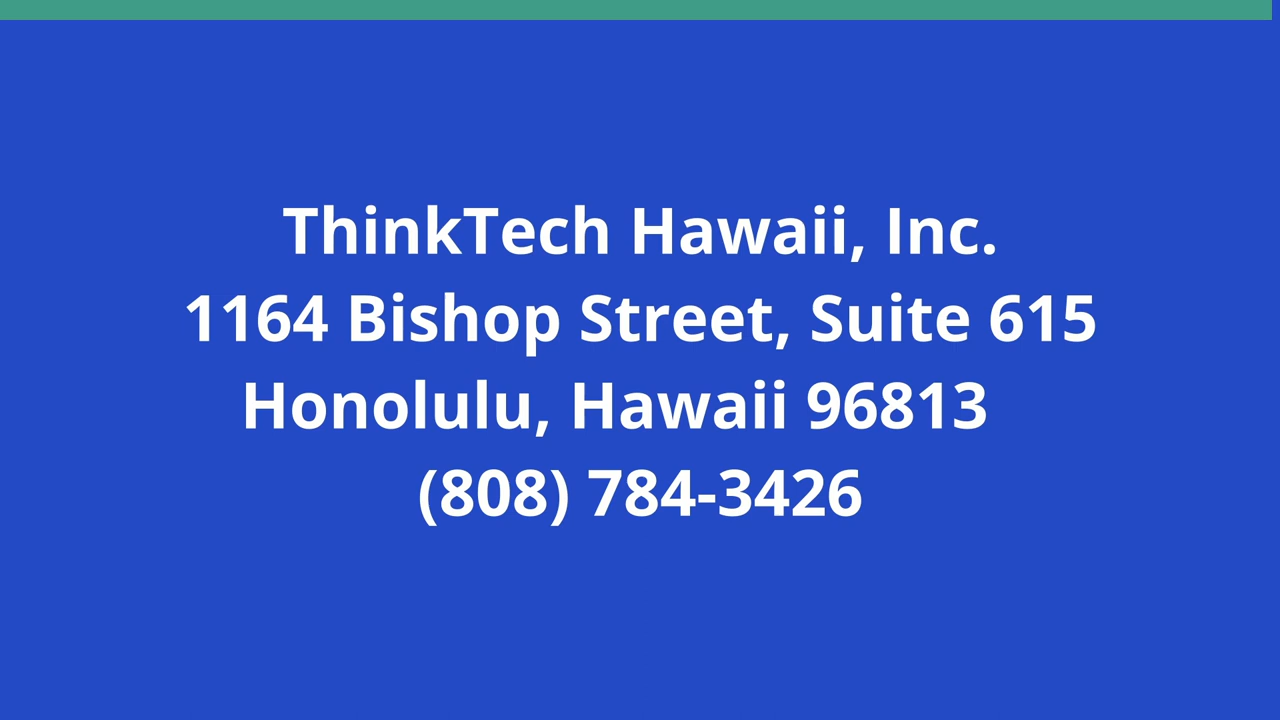 ThinkTech Hawaii, Inc.
1164 Bishop Street, Suite 615
Honolulu, Hawaii 96813
(808) 784-3426